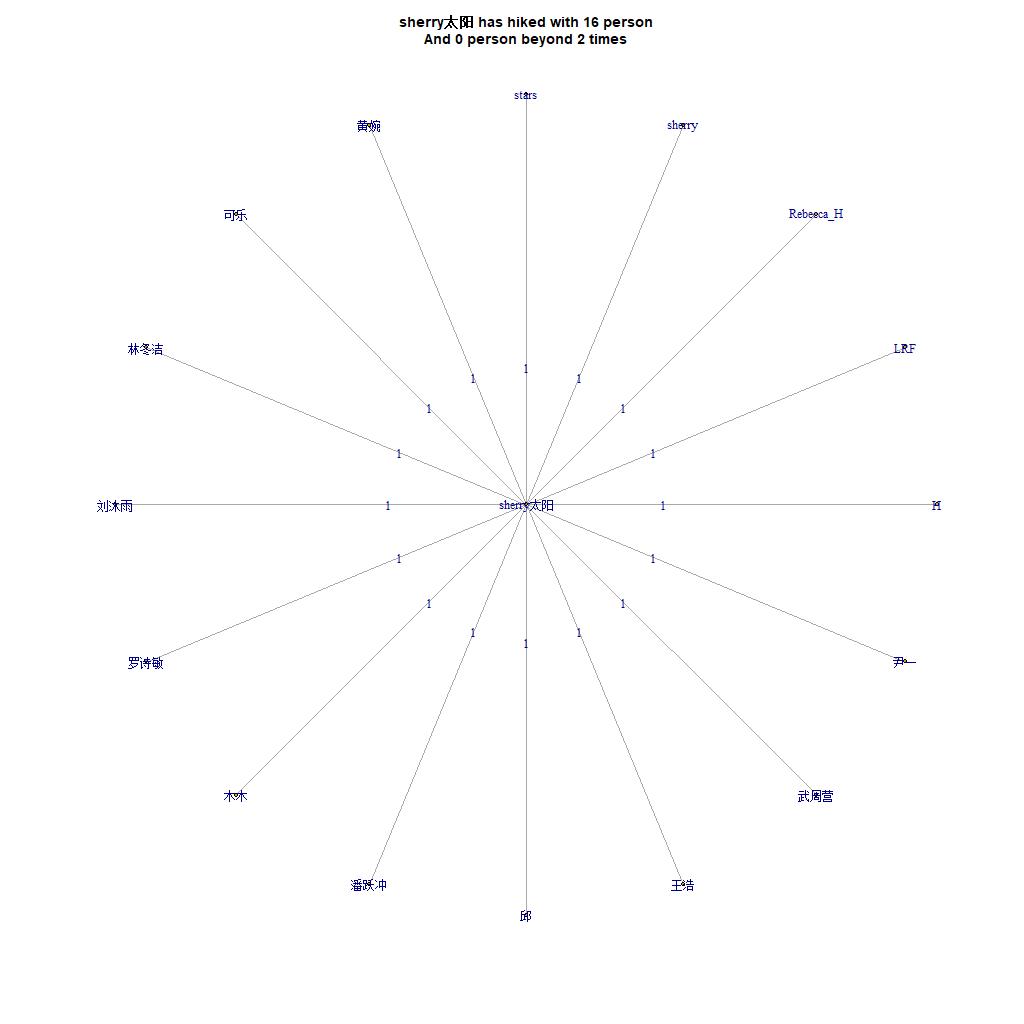 sherry太阳 has hiked with 16 person
And 0 person beyond 2 times
stars
黄婉
sherry
可乐
Rebecca_H
林冬洁
LRF
1
1
1
1
1
1
1
刘沐雨
1
sherry太阳
1
H
1
1
1
1
1
1
1
罗诗敏
尹一
木木
武周营
潘跃冲
王浩
邱